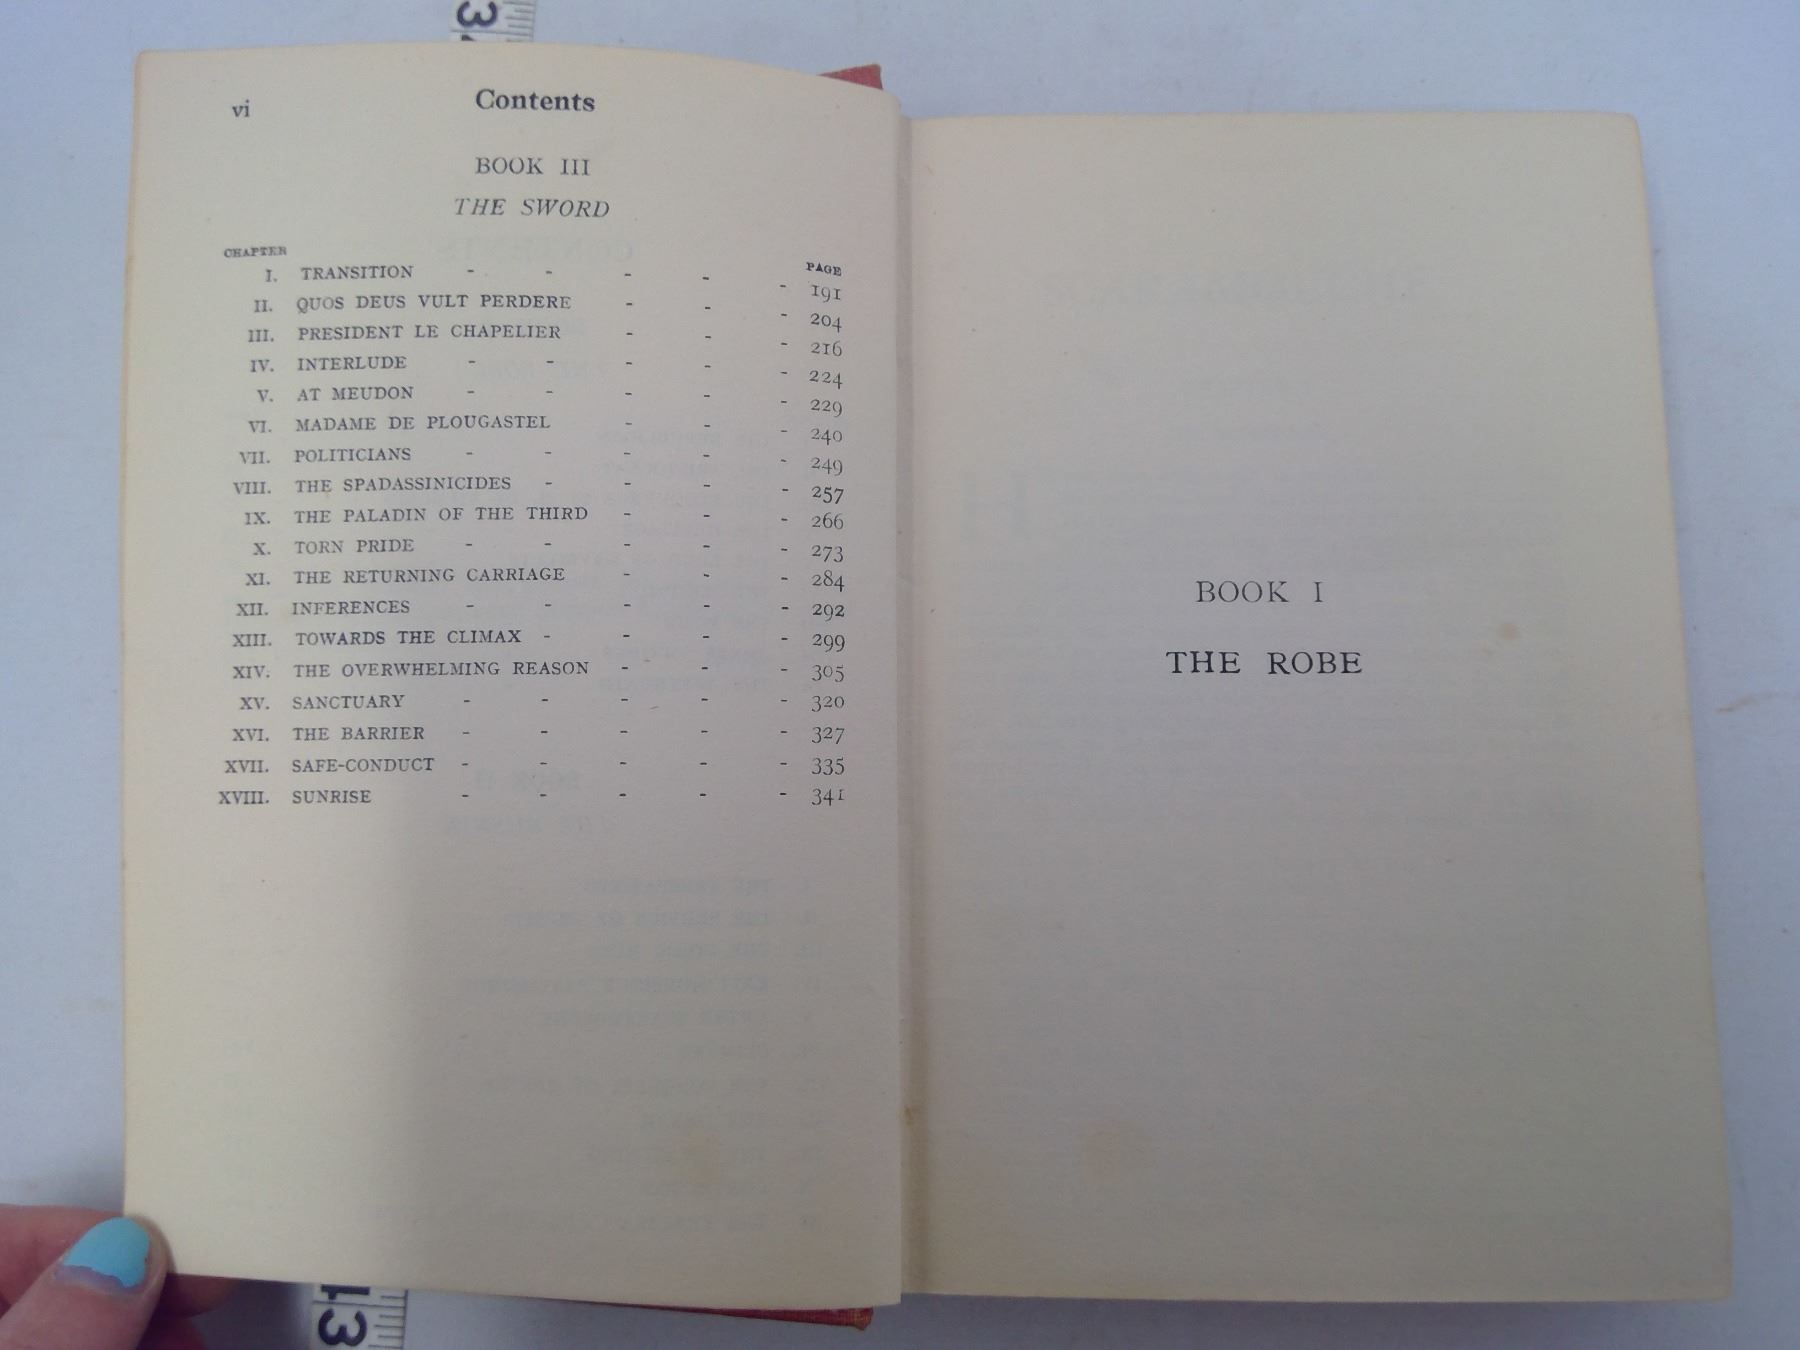 vi
Contents
BOOK III
THE SWORD
CHAPTER PAGE
I. TRANSITION - - - - - 191
II. QUOS DEUS VULT PERDERE - - - 204
III. PRESIDENT LE CHAPELIER - - - 216
IV. INTERLUDE - - - - - 224
V. AT MEUDON - - - - - 229
VI. MADAME DE PLOUGASTEL - - - 240
VII. POLITICIANS - - - - - 249
VIII. THE SPADASSINICIDES - - - - 257
IX. THE PALADIN OF THE THIRD - - - 266
X. TORN PRIDE - - - - - 273
XI. THE RETURNING CARRIAGE - - - 284
XII. INFERENCES - - - - - 292
XIII. TOWARDS THE CLIMAX - - - - 299
XIV. THE OVERWHELMING REASON - - - 305
XV. SANCTUARY - - - - - 320
XVI. THE BARRIER - - - - - 327
XVII. SAFE-CONDUCT - - - - - 335
XVIII. SUNRISE - - - - - 341
BOOK I
THE ROBE